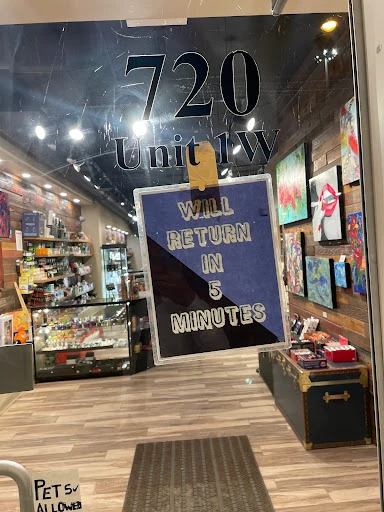 720
Unit 1W
WILL
RETURN
IN
5
MINUTES
PETS
ALLOWED